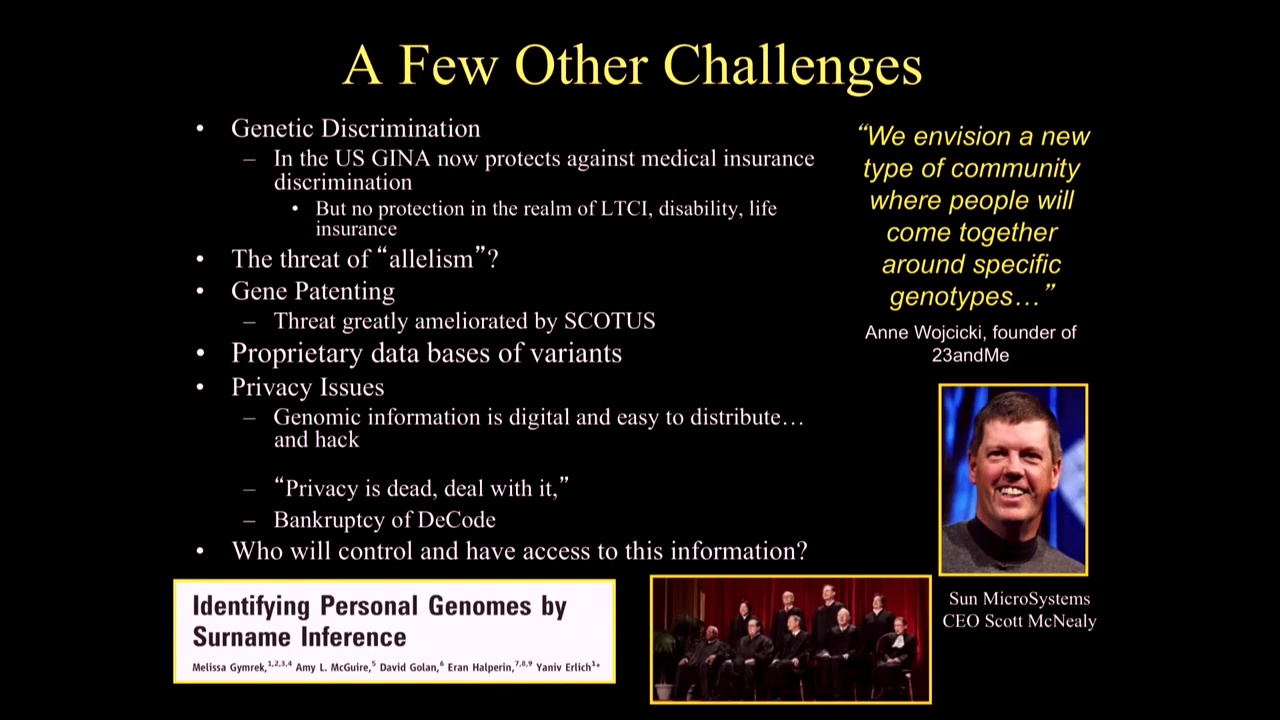 A Few Other Challenges
• Genetic Discrimination
– In the US GINA now protects against medical insurance
discrimination
• But no protection in the realm of LTCI, disability, life
insurance
• The threat of “allelism”?
• Gene Patenting
– Threat greatly ameliorated by SCOTUS
• Proprietary data bases of variants
• Privacy Issues
– Genomic information is digital and easy to distribute…
and hack
– “Privacy is dead, deal with it,”
– Bankruptcy of DeCode
• Who will control and have access to this information?
“We envision a new
type of community
where people will
come together
around specific
genotypes…”
Anne Wojcicki, founder of
23andMe
Sun MicroSystems
CEO Scott McNealy
Identifying Personal Genomes by
Surname Inference
Melissa Gymrek,1,2,3,4 Amy L. McGuire,5 David Golan,6 Eran Halperin,7,8,9 Yaniv Erlich1*